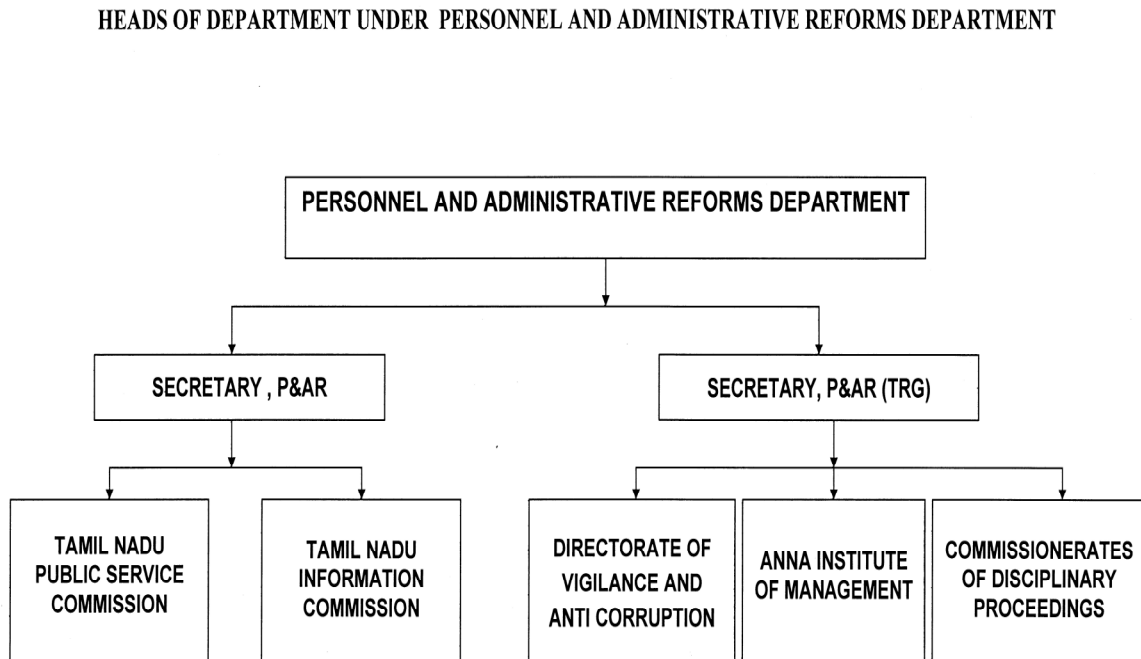 HEADS OF DEPARTMENT UNDER PERSONNEL AND ADMINISTRATIVE REFORMS DEPARTMENT
PERSONNEL AND ADMINISTRATIVE REFORMS DEPARTMENT
SECRETARY , P&AR
SECRETARY, P&AR (TRG)
TAMIL NADU
PUBLIC SERVICE
COMMISSION
TAMIL NADU
INFORMATION
COMMISSION
DIRECTORATE OF
VIGILANCE AND
ANTI CORRUPTION
ANNA INSTITUTE
OF MANAGEMENT
COMMISSIONERATES
OF DISCIPLINARY
PROCEEDINGS